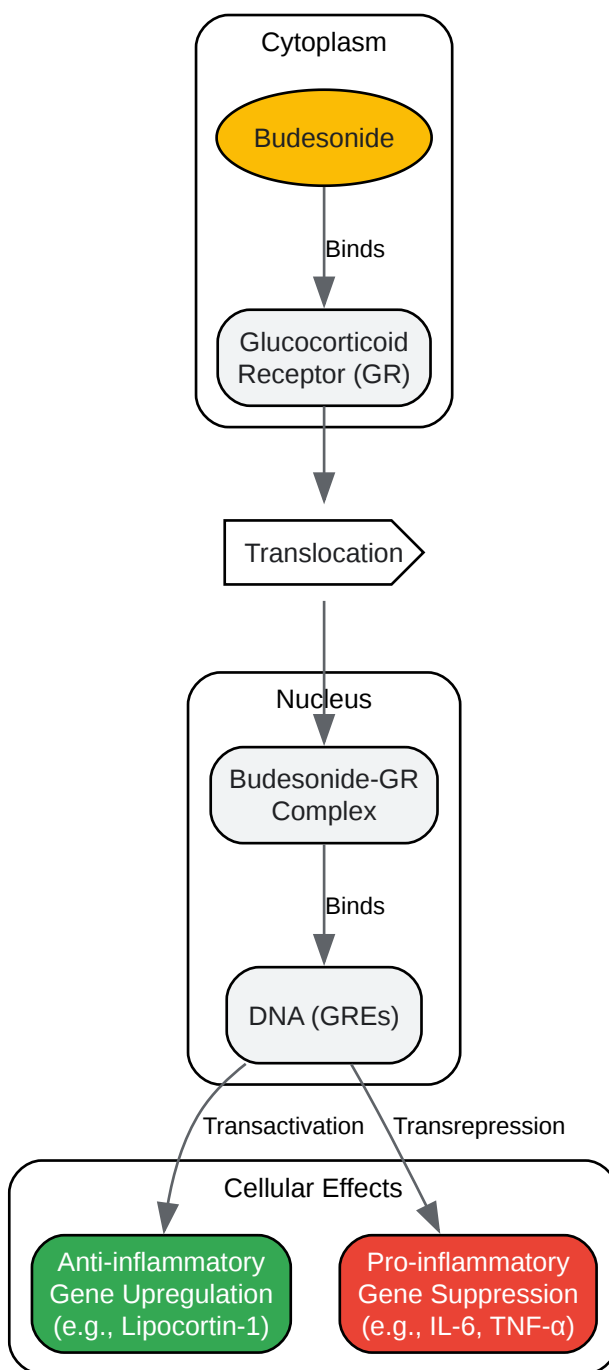 Cytoplasm
Budesonide
Binds
Glucocorticoid
Receptor (GR)
Translocation
Nucleus
Budesonide-GR
Complex
Binds
DNA (GREs)
Transactivation
Transrepression
Cellular Effects
Anti-inflammatory
Gene Upregulation
(e.g., Lipocortin-1)
Pro-inflammatory
Gene Suppression
(e.g., IL-6, TNF-α)